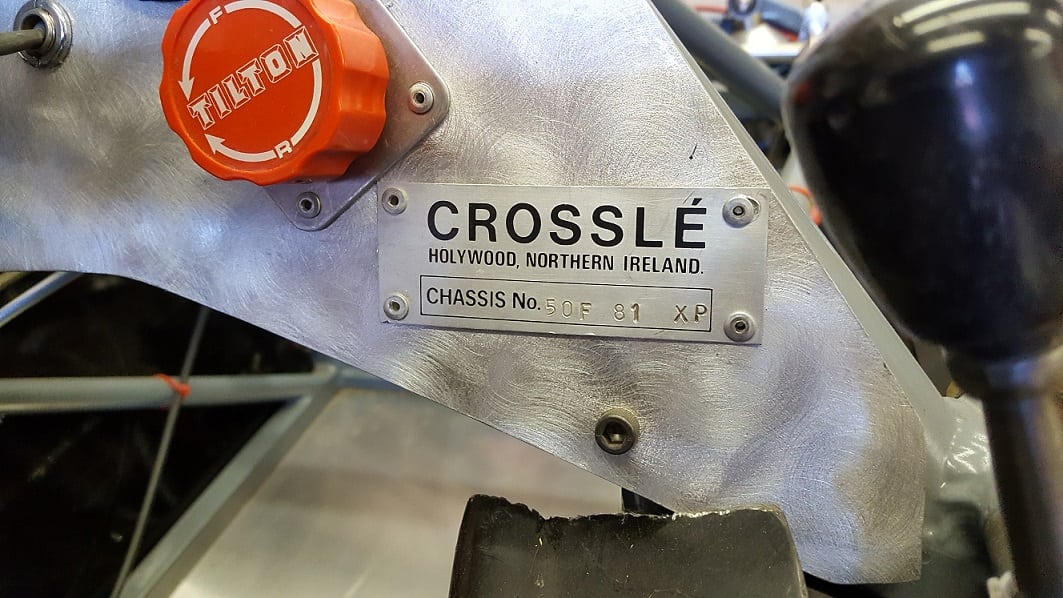 F
TILTON
R
CROSSLÉ
HOLYWOOD, NORTHERN IRELAND.
CHASSIS No. 50F 81 XP